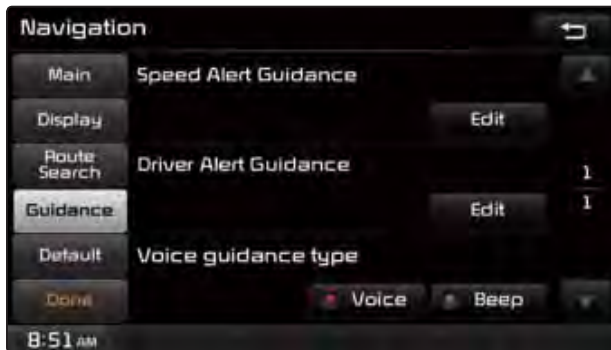 Navigation
Main
Speed Alert Guidance
Display
Edit
Route
Search
Driver Alert Guidance
1
1
Guidance
Edit
Default
Voice guidance type
Done
Voice
Beep
8:51 AM